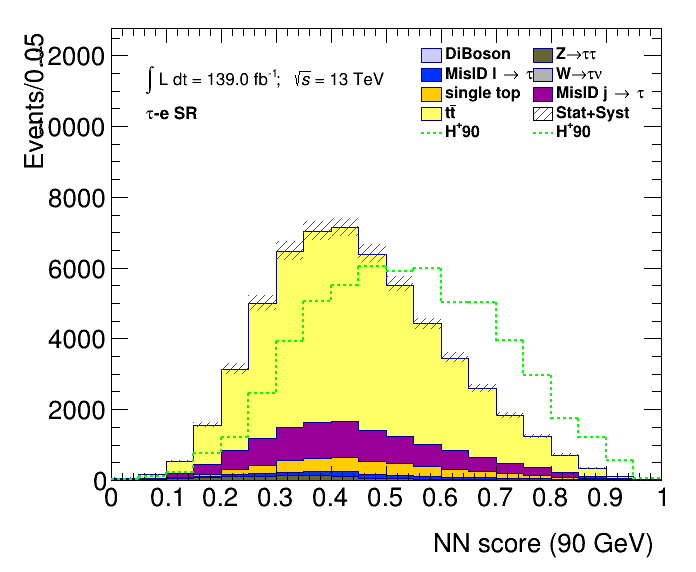 Events/0.05
2000
8000
6000
4000
2000
0
∫ L dt = 139.0 fb⁻¹; √s = 13 TeV
τ-e SR
DiBoson
Z→ττ
MisID l → τ
W→τν
single top
MisID j → τ
tt̄
Stat+Syst
H⁺90
H⁺90
0 0.1 0.2 0.3 0.4 0.5 0.6 0.7 0.8 0.9 1
NN score (90 GeV)